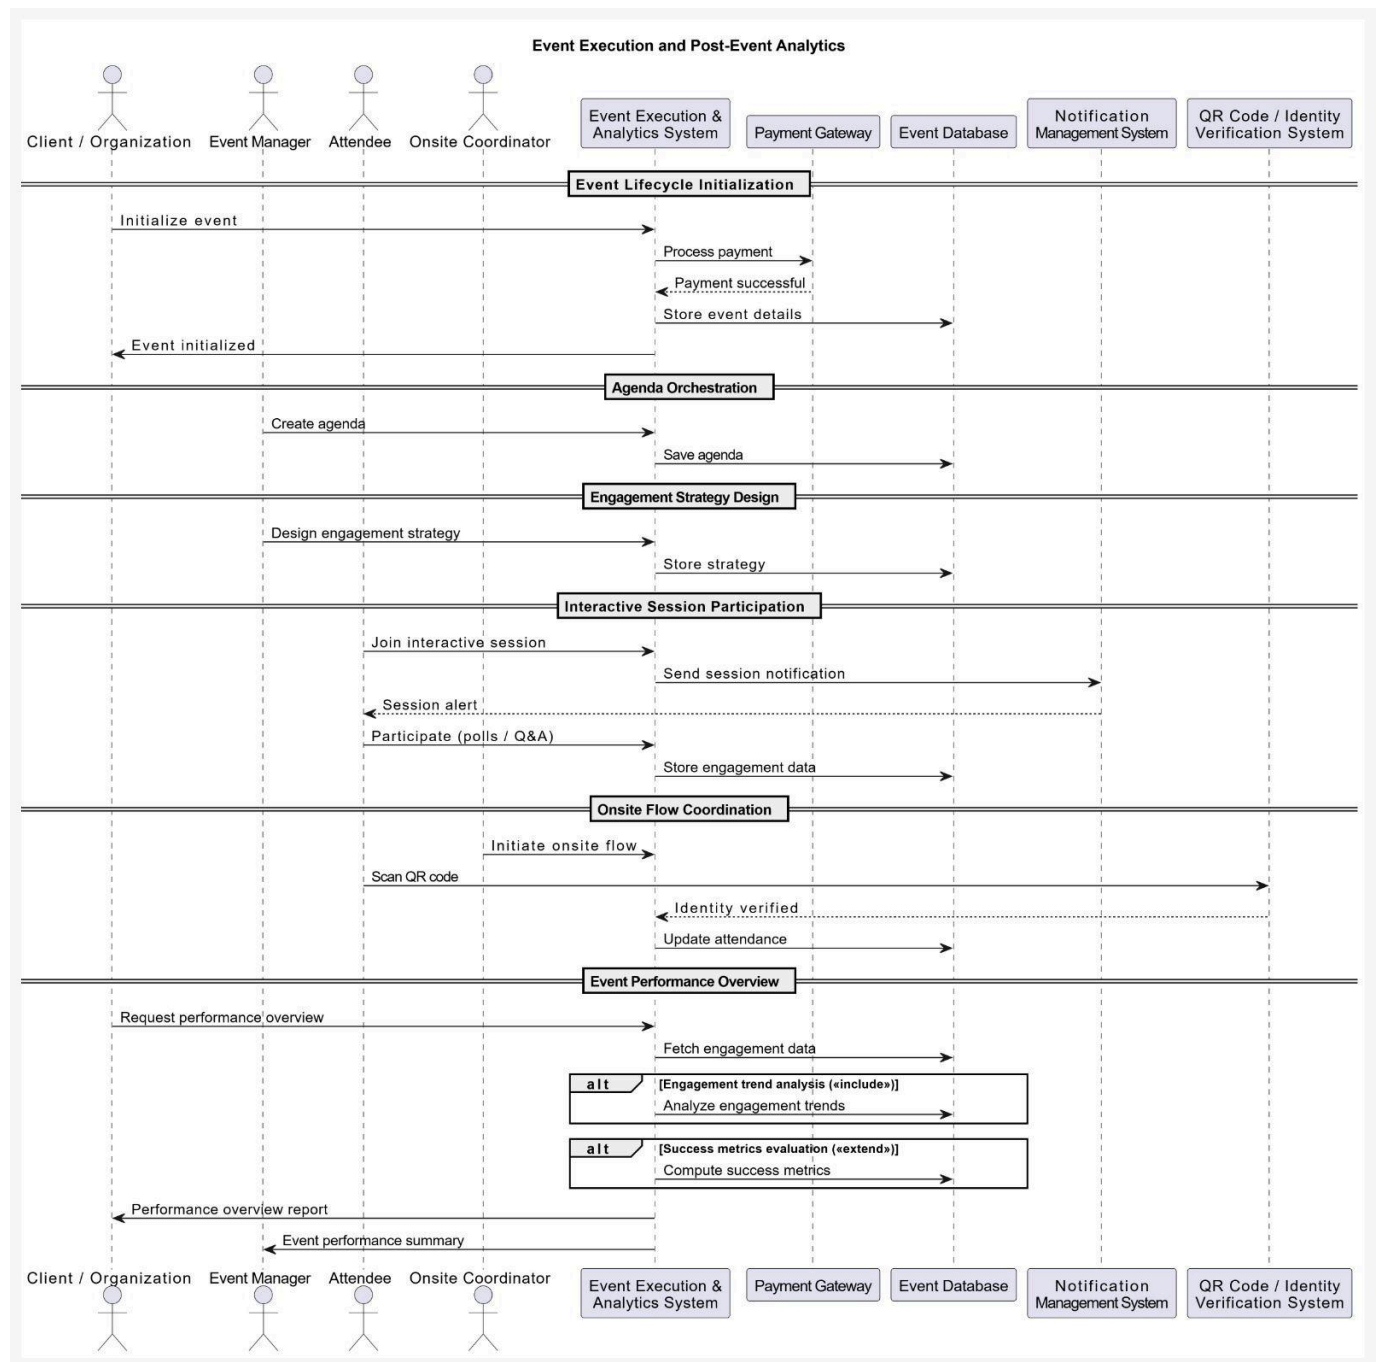 Event Execution and Post-Event Analytics
Client / Organization
Event Manager
Attendee
Onsite Coordinator
Event Execution &
Analytics System
Payment Gateway
Event Database
Notification
Management System
QR Code / Identity
Verification System
Event Lifecycle Initialization
Initialize event
Process payment
Payment successful
Store event details
Event initialized
Agenda Orchestration
Create agenda
Save agenda
Engagement Strategy Design
Design engagement strategy
Store strategy
Interactive Session Participation
Join interactive session
Send session notification
Session alert
Participate (polls / Q&A)
Store engagement data
Onsite Flow Coordination
Initiate onsite flow
Scan QR code
Identity verified
Update attendance
Event Performance Overview
Request performance overview
Fetch engagement data
alt [Engagement trend analysis («include»)]
Analyze engagement trends
alt [Success metrics evaluation («extend»)]
Compute success metrics
Performance overview report
Event performance summary
Client / Organization
Event Manager
Attendee
Onsite Coordinator
Event Execution &
Analytics System
Payment Gateway
Event Database
Notification
Management System
QR Code / Identity
Verification System